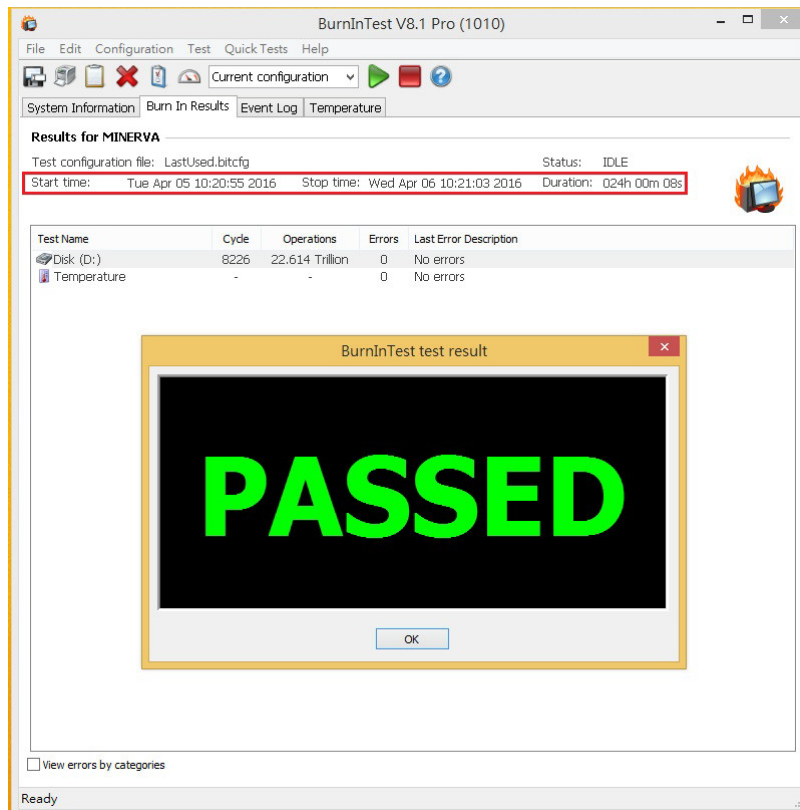 BurnInTest V8.1 Pro (1010)
File Edit Configuration Test Quick Tests Help
Current configuration
System Information Burn In Results Event Log Temperature
Results for MINERVA
Test configuration file: LastUsed.bitcfg Status: IDLE
Start time: Tue Apr 05 10:20:55 2016 Stop time: Wed Apr 06 10:21:03 2016 Duration: 024h 00m 08s
Test Name Cycle Operations Errors Last Error Description
Disk (D:) 8226 22.614 Trillion 0 No errors
Temperature - - 0 No errors
BurnInTest test result
PASSED
OK
View errors by categories
Ready